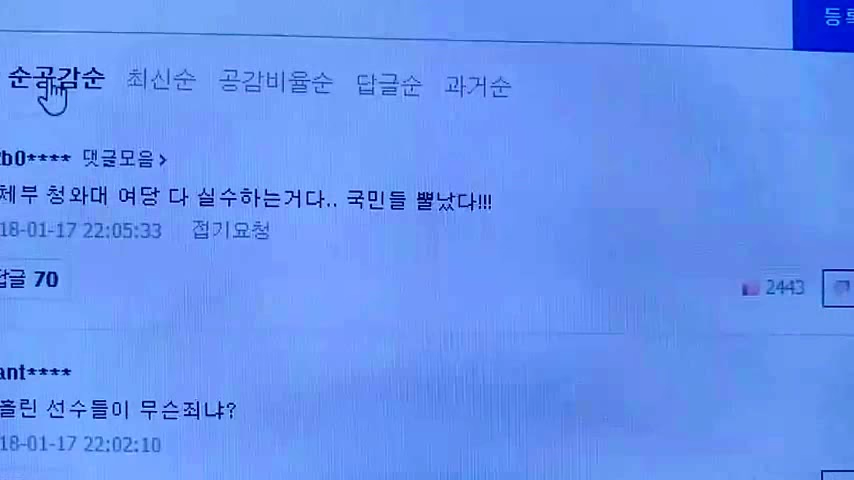 등록
순공감순 최신순 공감비율순 답글순 과거순
b0**** 댓글모음 >
체부 청와대 여당 다 실수하는거다.. 국민들 뿔났다!!!
18-01-17 22:05:33 접기요청
답글 70
2443
ant****
흘린 선수들이 무슨죄냐?
18-01-17 22:02:10